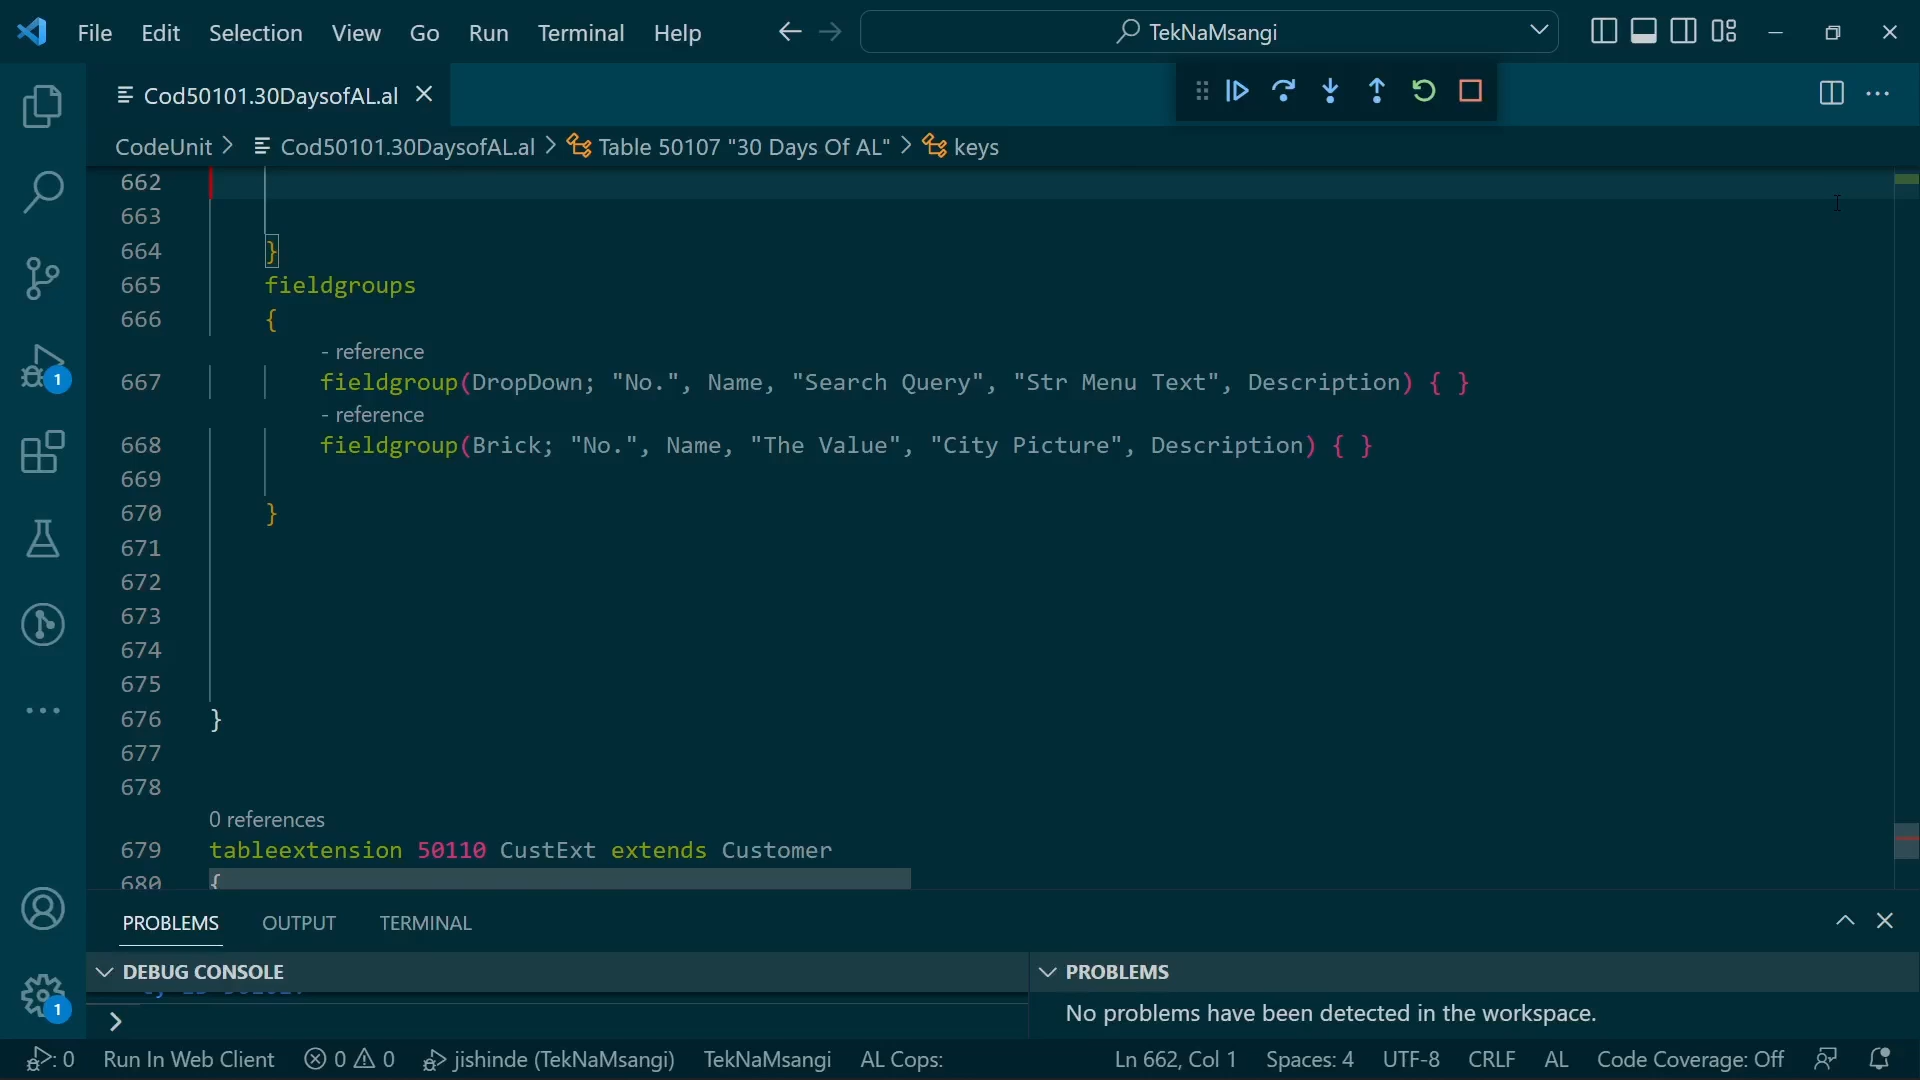 File Edit Selection View Go Run Terminal Help TekNaMsangi
Cod50101.30DaysofAL.al
CodeUnit > Cod50101.30DaysofAL.al > Table 50107 "30 Days Of AL" > keys
662
663
664 }
665 fieldgroups
666 {
- reference
667 fieldgroup(DropDown; "No.", Name, "Search Query", "Str Menu Text", Description) { }
- reference
668 fieldgroup(Brick; "No.", Name, "The Value", "City Picture", Description) { }
669
670 }
671
672
673
674
675
676 }
677
678
0 references
679 tableextension 50110 CustExt extends Customer
680 {
PROBLEMS OUTPUT TERMINAL
DEBUG CONSOLE
PROBLEMS
No problems have been detected in the workspace.
1
1
: 0 Run In Web Client 0 0 jishinde (TekNaMsangi) TekNaMsangi AL Cops: Ln 662, Col 1 Spaces: 4 UTF-8 CRLF AL Code Coverage: Off